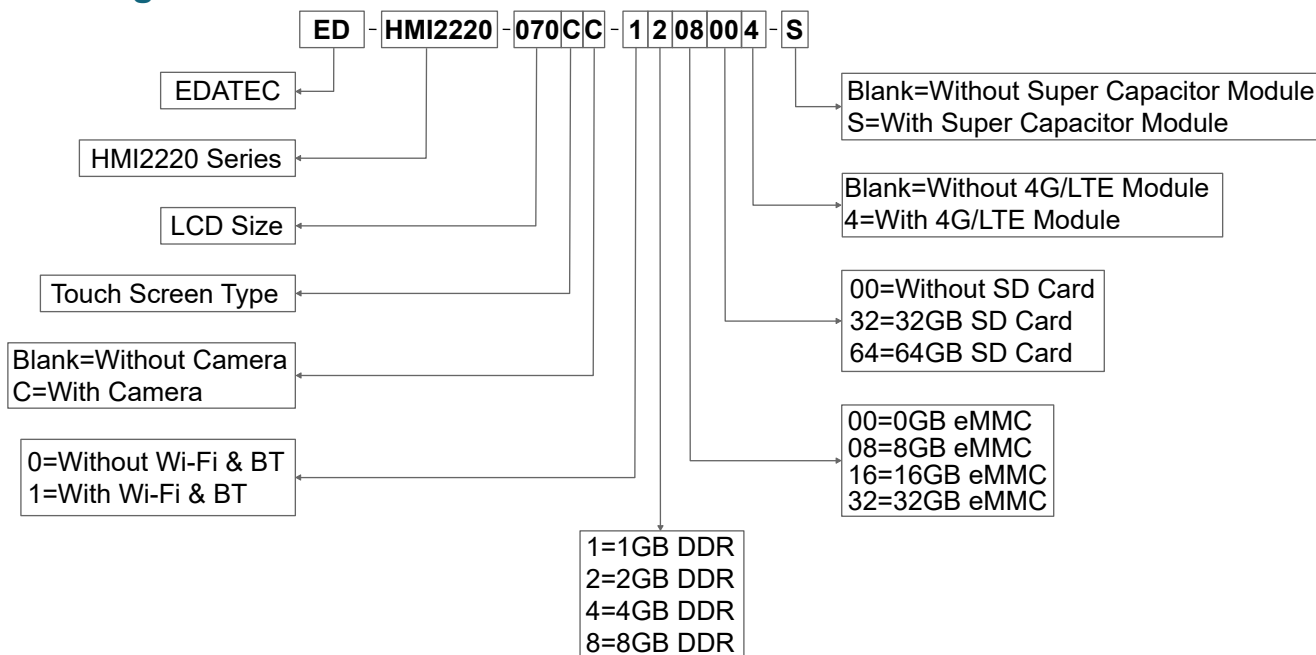 ED - HMI2220 - 070 C C - 1 2 08 00 4 - S
EDATEC
HMI2220 Series
LCD Size
Touch Screen Type
Blank=Without Camera
C=With Camera
0=Without Wi-Fi & BT
1=With Wi-Fi & BT
1=1GB DDR
2=2GB DDR
4=4GB DDR
8=8GB DDR
Blank=Without Super Capacitor Module
S=With Super Capacitor Module
Blank=Without 4G/LTE Module
4=With 4G/LTE Module
00=Without SD Card
32=32GB SD Card
64=64GB SD Card
00=0GB eMMC
08=8GB eMMC
16=16GB eMMC
32=32GB eMMC